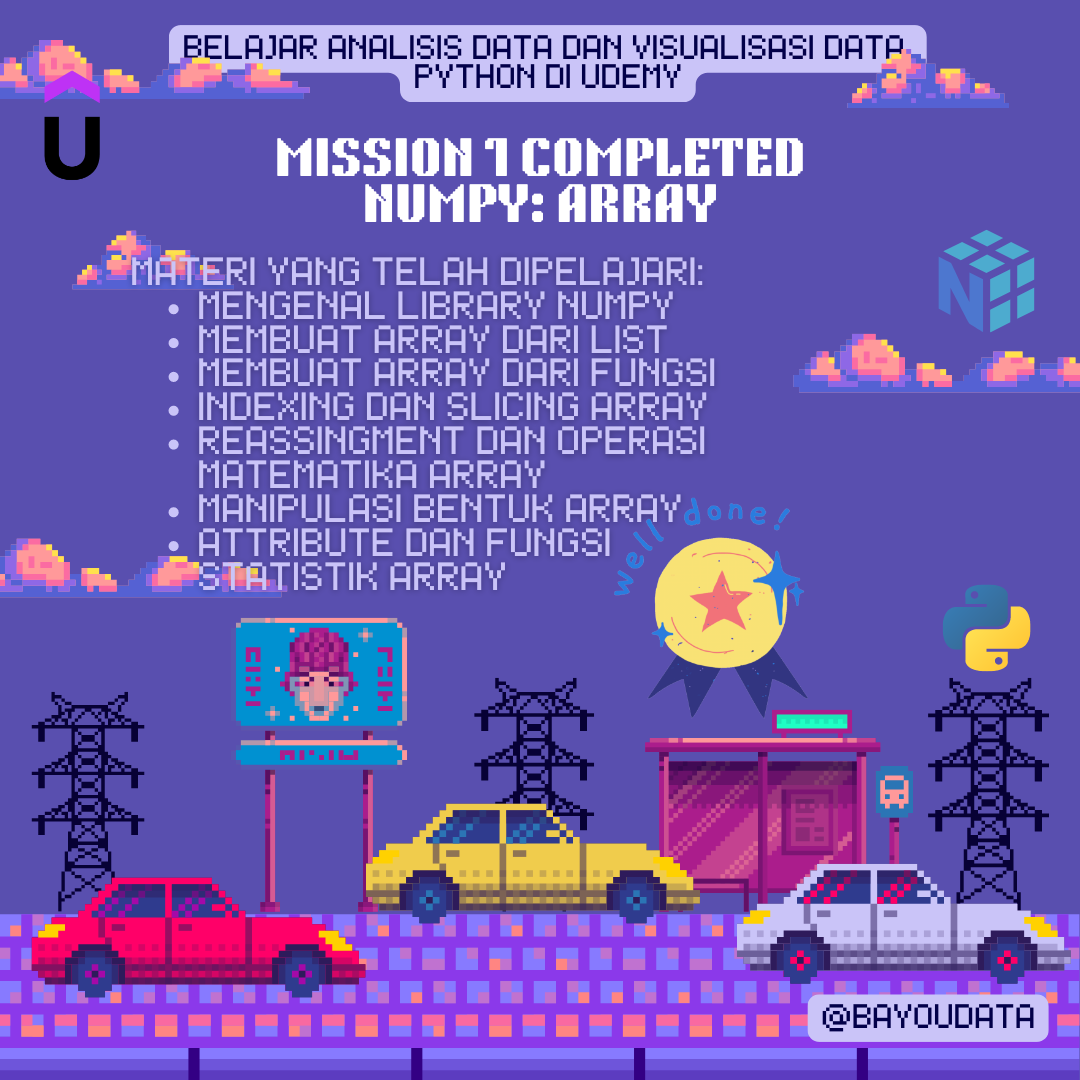 BELAJAR ANALISIS DATA DAN VISUALISASI DATA
PYTHON DI UDEMY
MISSION 1 COMPLETED
NUMPY: ARRAY
MATERI YANG TELAH DIPELAJARI:
• MENGENAL LIBRARY NUMPY
• MEMBUAT ARRAY DARI LIST
• MEMBUAT ARRAY DARI FUNGSI
• INDEXING DAN SLICING ARRAY
• REASSINGMENT DAN OPERASI
MATEMATIKA ARRAY
• MANIPULASI BENTUK ARRAY
• ATTRIBUTE DAN FUNGSI
STATISTIK ARRAY
well done!
@BAYOUDATA